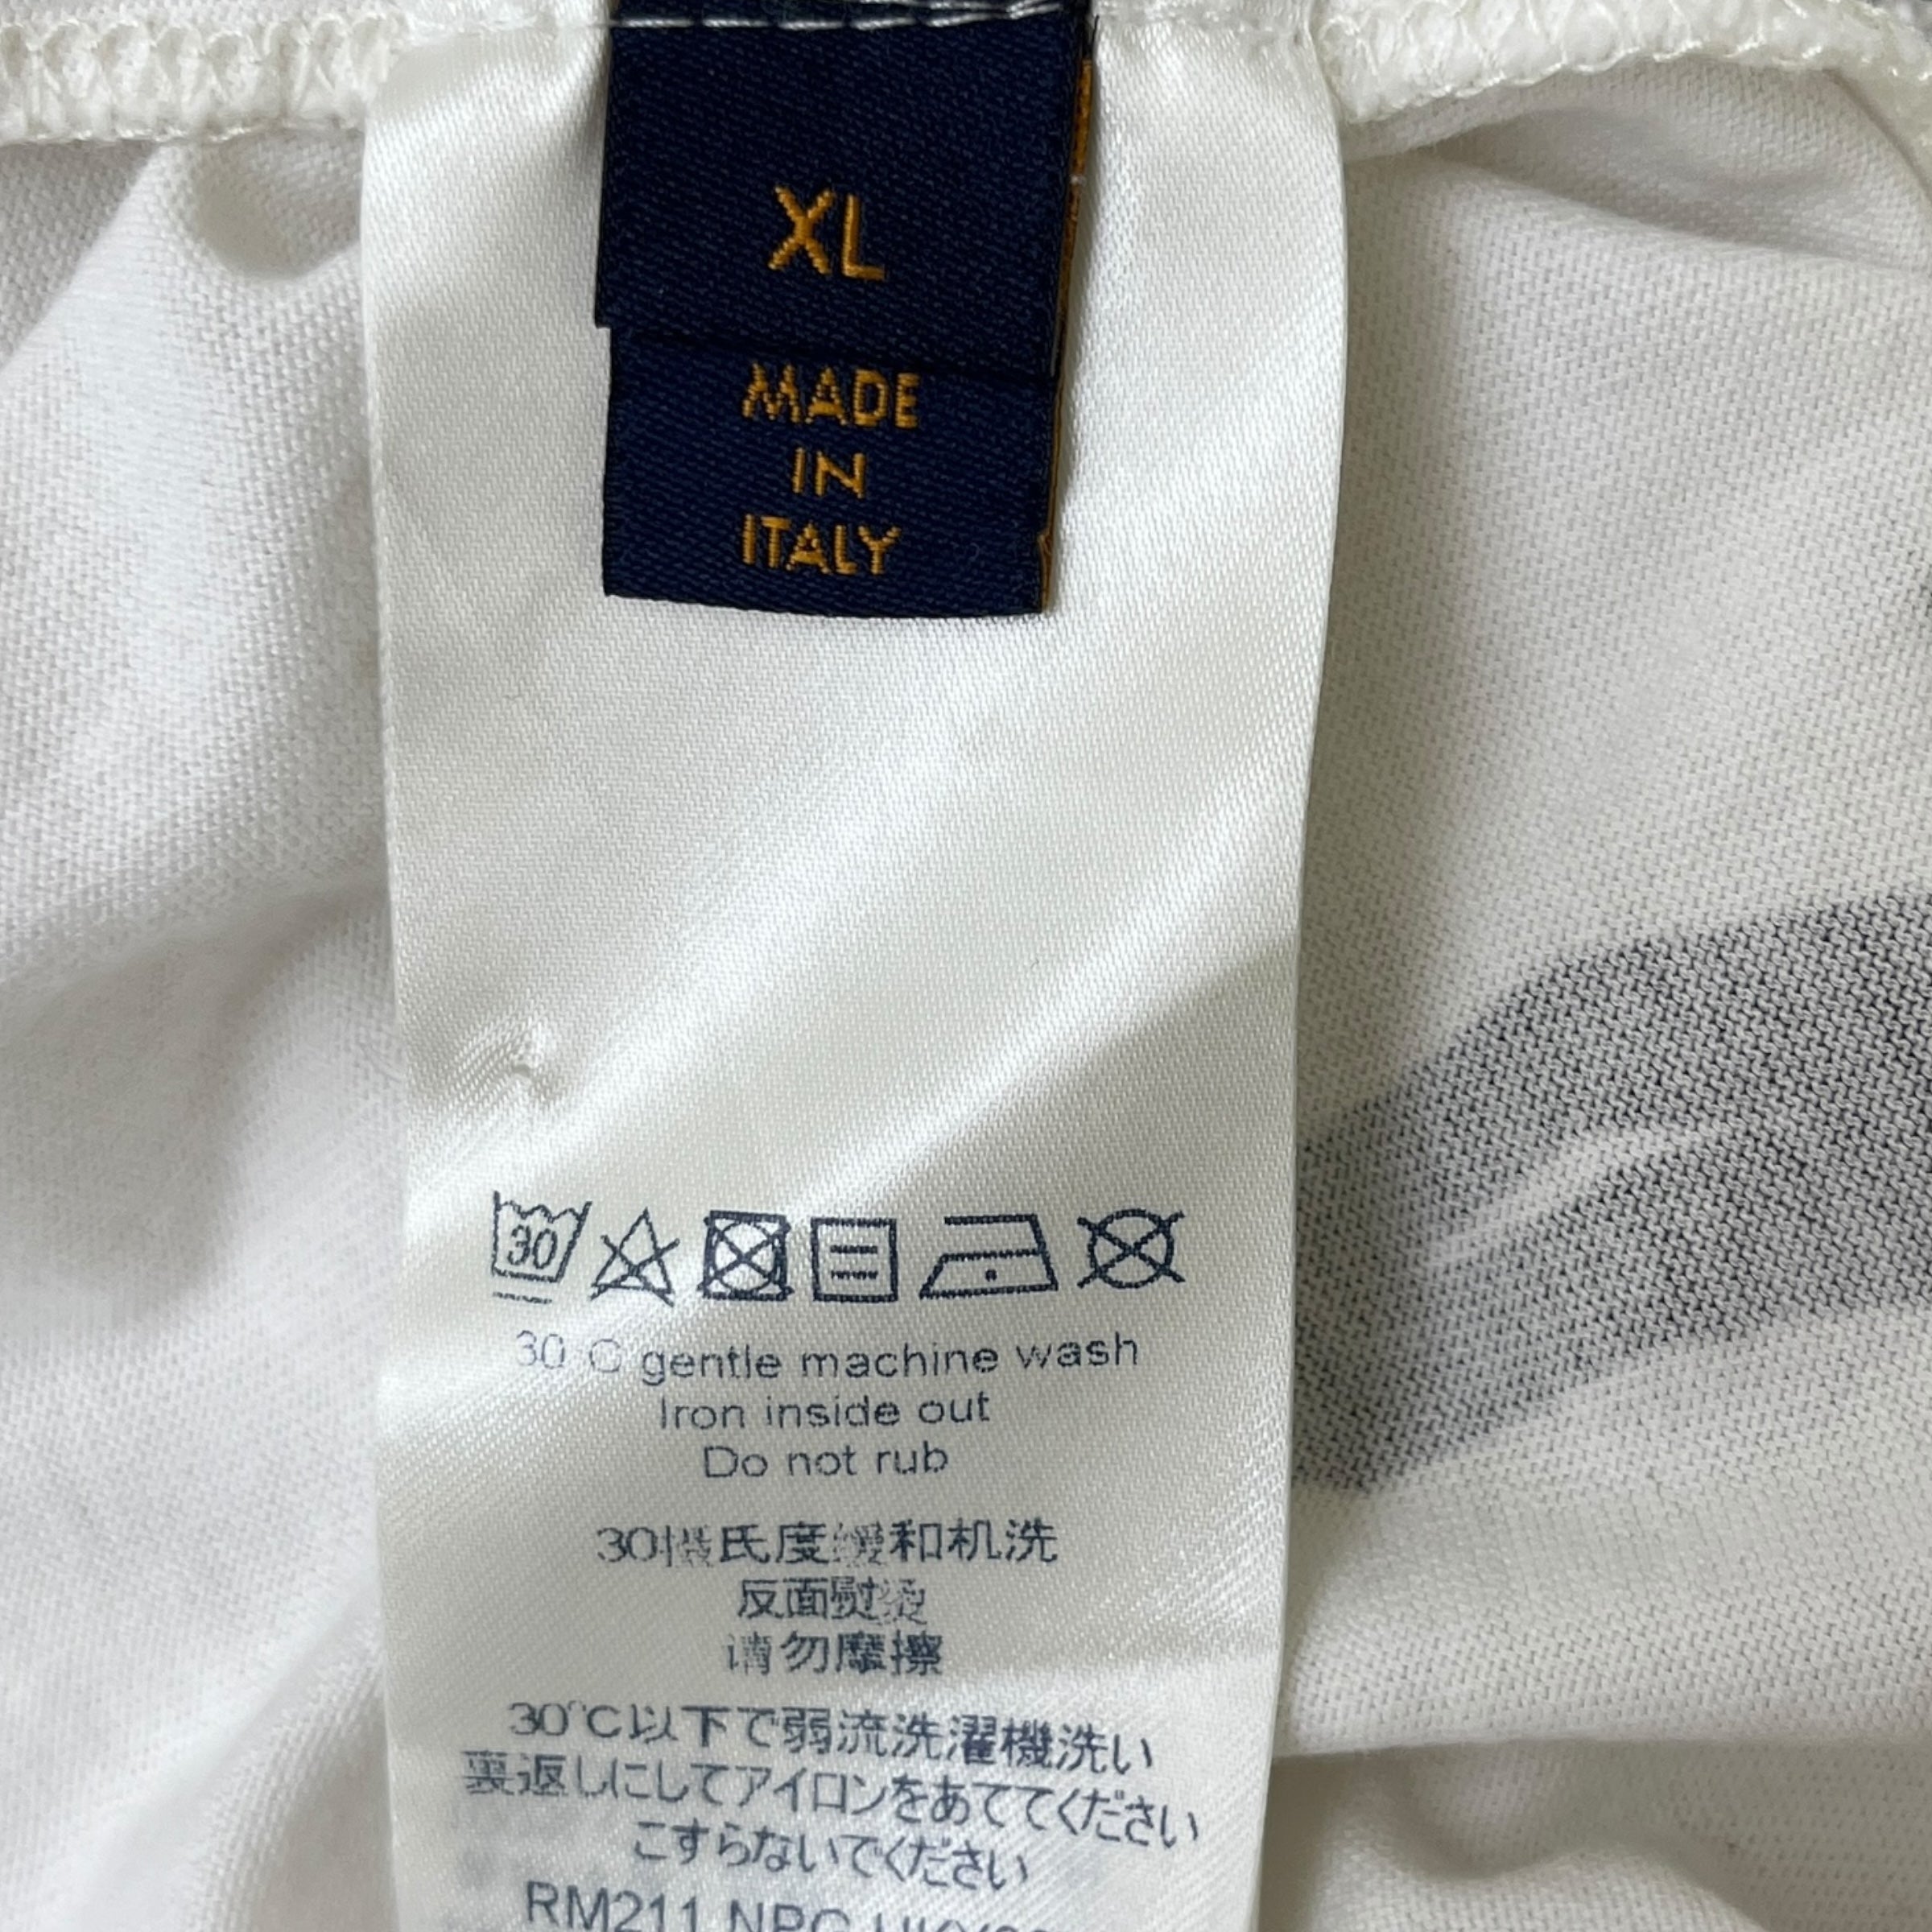 XL
MADE
IN
ITALY
30
30 C gentle machine wash
Iron inside out
Do not rub
30摄氏度缓和机洗
反面熨烫
请勿摩擦
30℃以下で弱流洗濯機洗い
裏返しにしてアイロンをあててください
こすらないでください
RM211 NPG